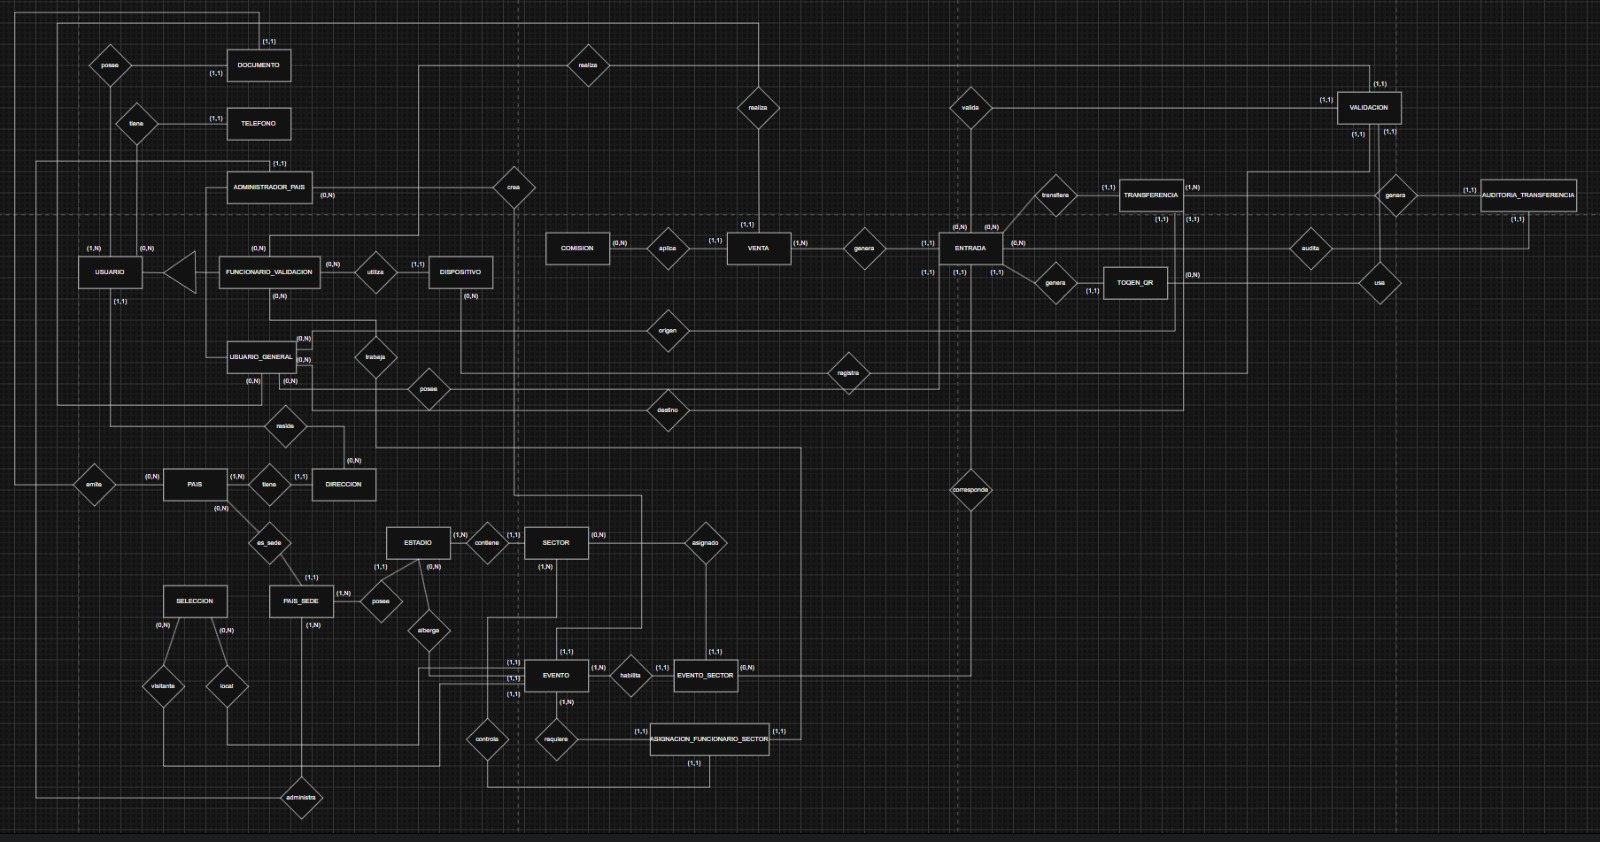 (1,1)
posee
DOCUMENTO
(1,1)
realiza
(1,1)
realiza
valida
(1,1)
VALIDACION
tiene
(1,1)
TELEFONO
(1,1)
(1,1)
(1,1)
ADMINISTRADOR_PAIS
(0,N)
crea
transfiere
(1,1)
TRANSFERENCIA
(1,N)
genera
(1,1)
AUDITORIA_TRANSFERENCIA
(1,1)
(1,1)
(1,1)
(1,1)
(0,N)
(0,N)
(1,N)
(0,N)
(0,N)
COMISION
(0,N)
aplica
(1,1)
VENTA
(1,N)
genera
(1,1)
ENTRADA
(0,N)
audita
USUARIO
FUNCIONARIO_VALIDACION
(0,N)
utiliza
(1,1)
DISPOSITIVO
(1,1)
(1,1)
(1,1)
genera
(1,1)
TOQEN_QR
(0,N)
usa
(1,1)
(0,N)
(0,N)
origen
(0,N)
USUARIO_GENERAL
(0,N)
trabaja
(0,N)
(0,N)
posee
registra
destino
reside
(0,N)
emite
(0,N)
PAIS
(1,N)
tiene
(1,1)
DIRECCION
corresponde
(0,N)
es_sede
ESTADIO
(1,N)
contiene
(1,1)
SECTOR
(0,N)
asignado
(1,1)
(0,N)
(1,N)
(1,1)
SELECCION
PAIS_SEDE
(1,N)
posee
(0,N)
(0,N)
(1,N)
alberga
(1,1)
(1,1)
visitante
local
(1,1)
(1,1)
(1,1)
EVENTO
(1,N)
habilita
(1,1)
EVENTO_SECTOR
(0,N)
(1,N)
controla
requiere
(1,1)
ASIGNACION_FUNCIONARIO_SECTOR
(1,1)
(1,1)
administra